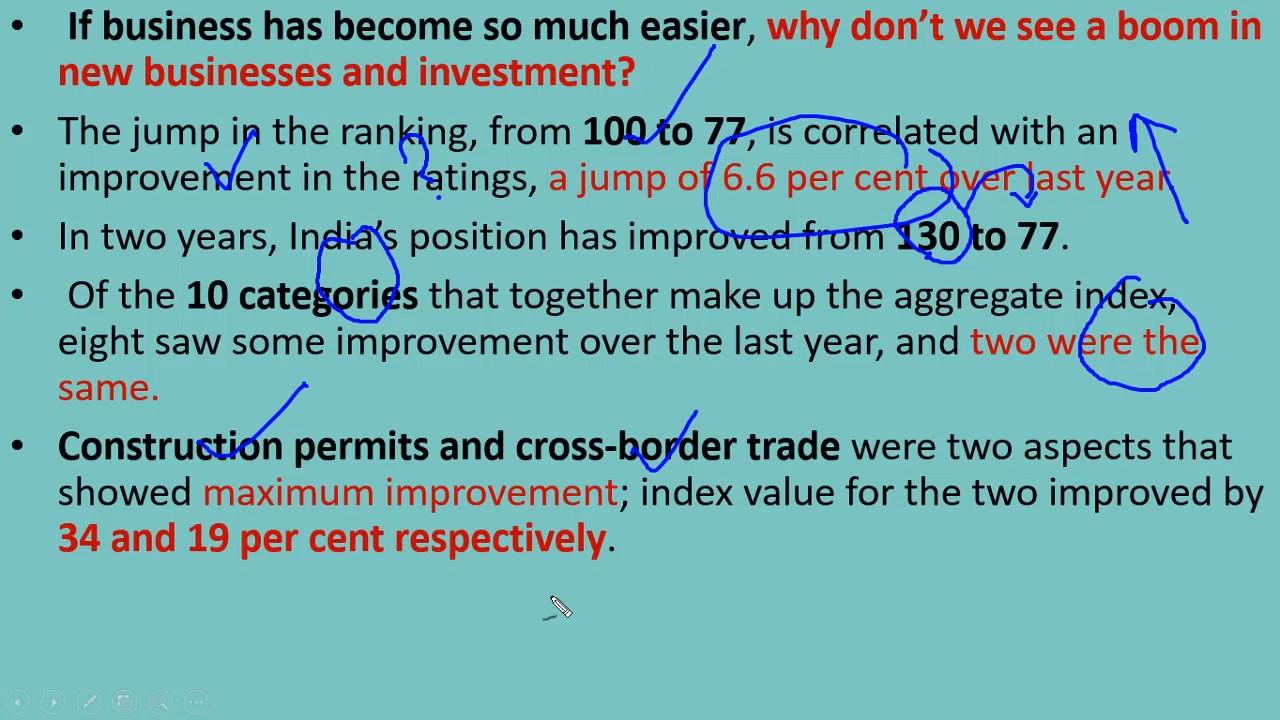 • If business has become so much easier, why don't we see a boom in
new businesses and investment?
• The jump in the ranking, from 100 to 77, is correlated with an
improvement in the ratings, a jump of 6.6 per cent over last year.
• In two years, India's position has improved from 130 to 77.
• Of the 10 categories that together make up the aggregate index,
eight saw some improvement over the last year, and two were the
same.
• Construction permits and cross-border trade were two aspects that
showed maximum improvement; index value for the two improved by
34 and 19 per cent respectively.